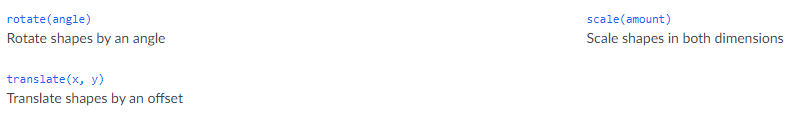 rotate(angle)
Rotate shapes by an angle
scale(amount)
Scale shapes in both dimensions
translate(x, y)
Translate shapes by an offset